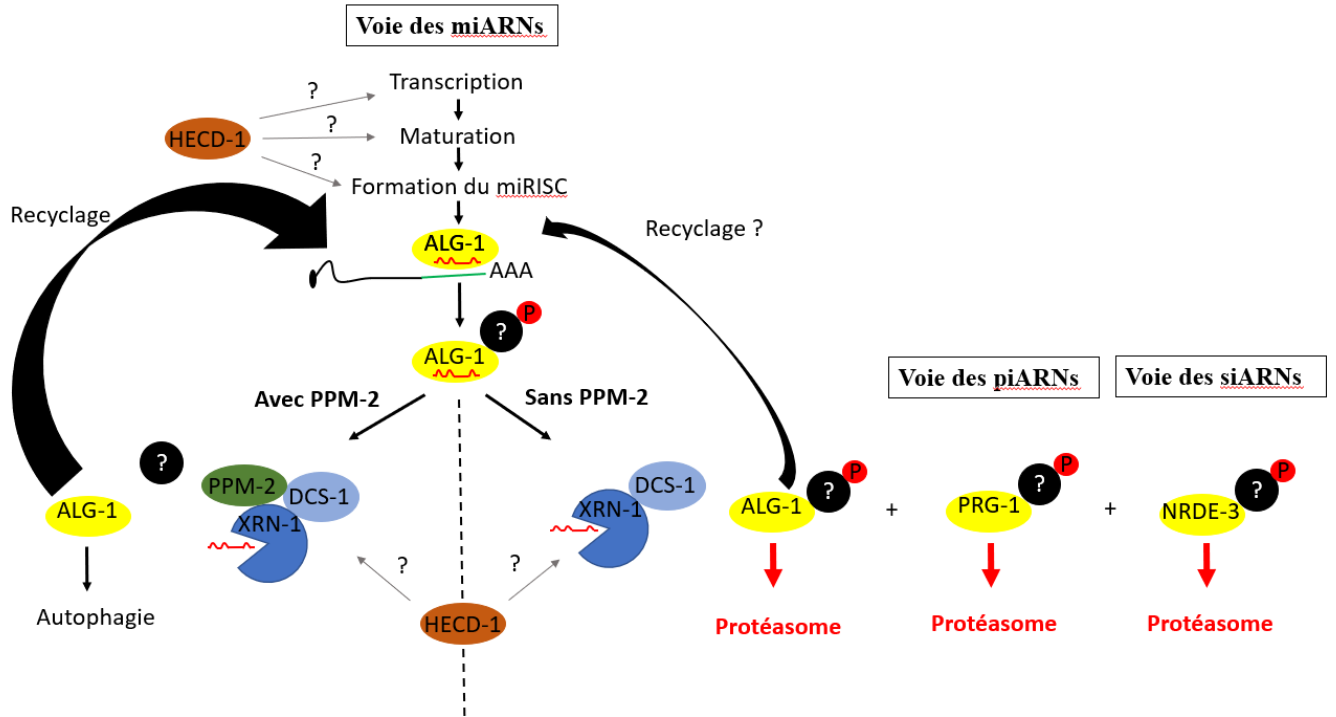 Voie des miARNs
Transcription
?
HECD-1
?
Maturation
?
Formation du miRISC
Recyclage
Recyclage ?
ALG-1
AAA
P
?
ALG-1
Avec PPM-2
Sans PPM-2
Voie des piARNs
Voie des siARNs
?
PPM-2
DCS-1
ALG-1
XRN-1
DCS-1
XRN-1
P
?
ALG-1
+
P
?
PRG-1
+
P
?
NRDE-3
?
?
Autophagie
HECD-1
Protéasome
Protéasome
Protéasome